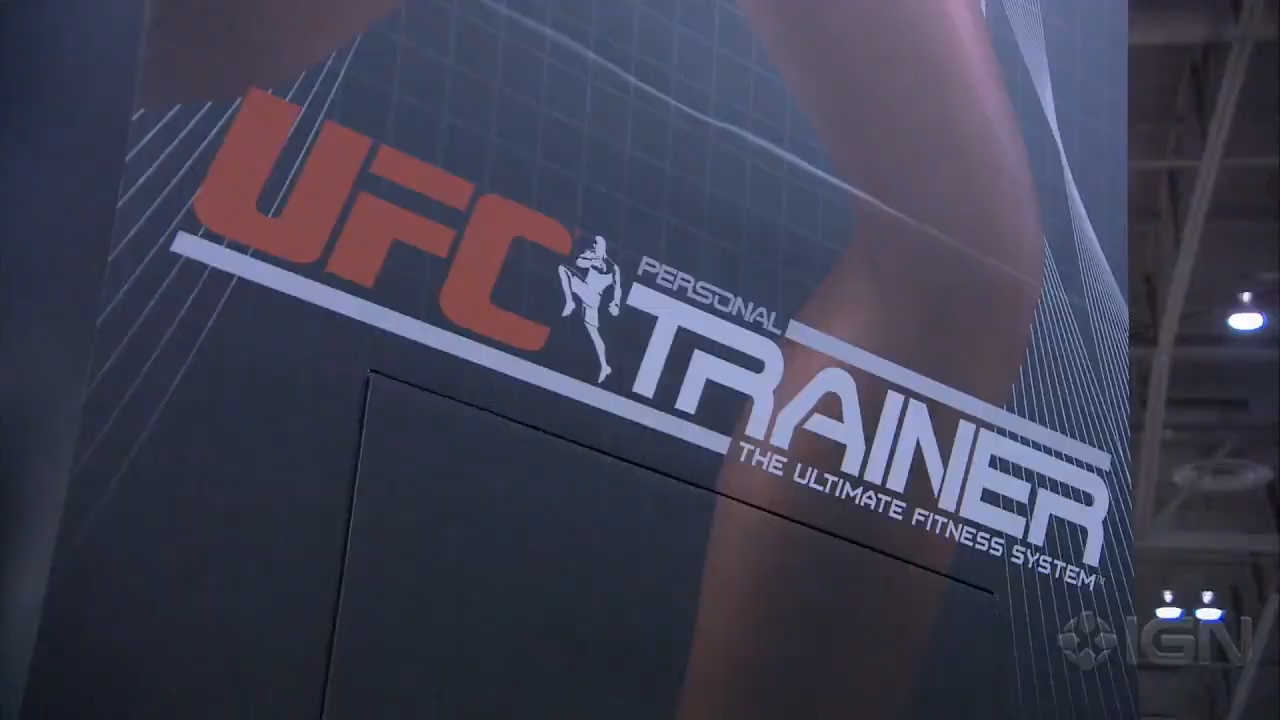 UFC
PERSONAL
TRAINER
THE ULTIMATE FITNESS SYSTEM™
IGN